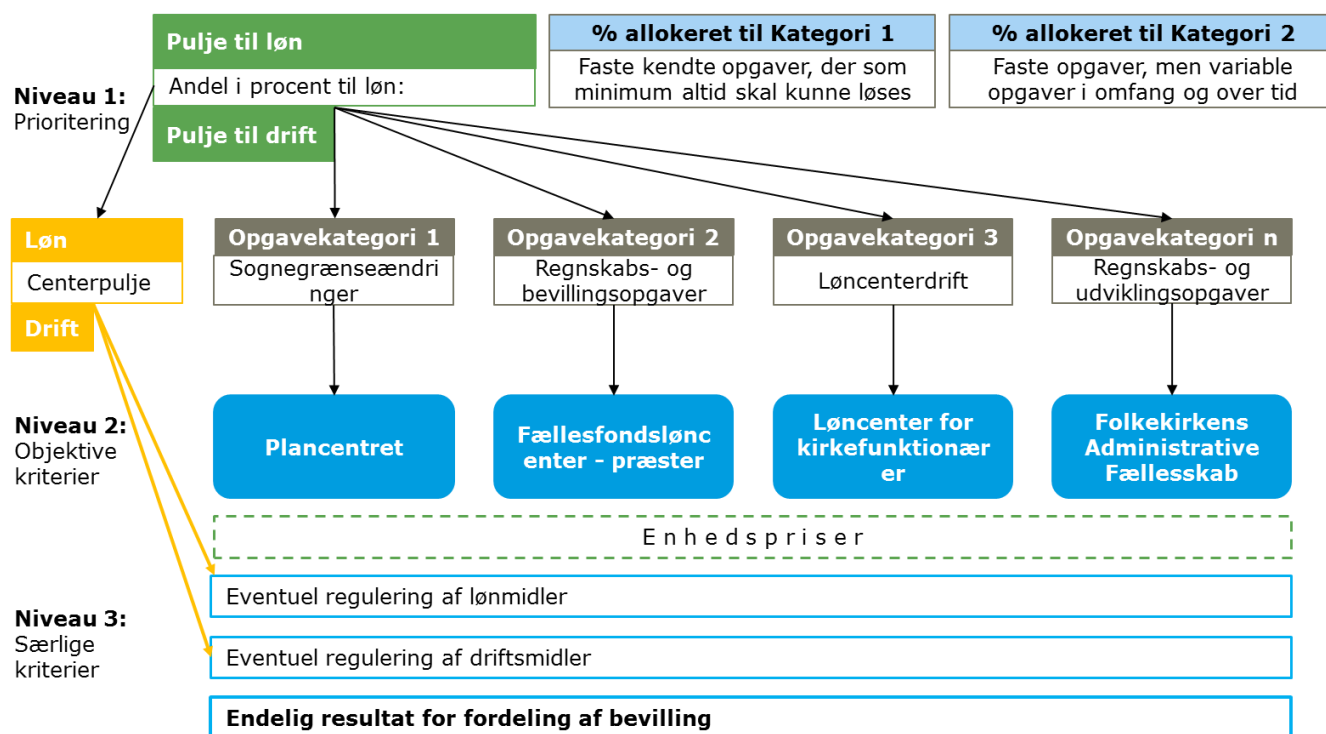 Pulje til løn
Andel i procent til løn:
Pulje til drift
% allokeret til Kategori 1
Faste kendte opgaver, der som
minimum altid skal kunne løses
% allokeret til Kategori 2
Faste opgaver, men variable
opgaver i omfang og over tid
Niveau 1:
Prioritering
Løn
Centerpulje
Drift
Opgavekategori 1
Sognegrænseændri
nger
Opgavekategori 2
Regnskabs- og
bevillingsopgaver
Opgavekategori 3
Løncenterdrift
Opgavekategori n
Regnskabs- og
udviklingsopgaver
Niveau 2:
Objektive
kriterier
Plancentret
Fællesfondslønc
enter - præster
Løncenter for
kirkefunktionær
er
Folkekirkens
Administrative
Fællesskab
Enhedspriser
Niveau 3:
Særlige
kriterier
Eventuel regulering af lønmidler
Eventuel regulering af driftsmidler
Endelig resultat for fordeling af bevilling